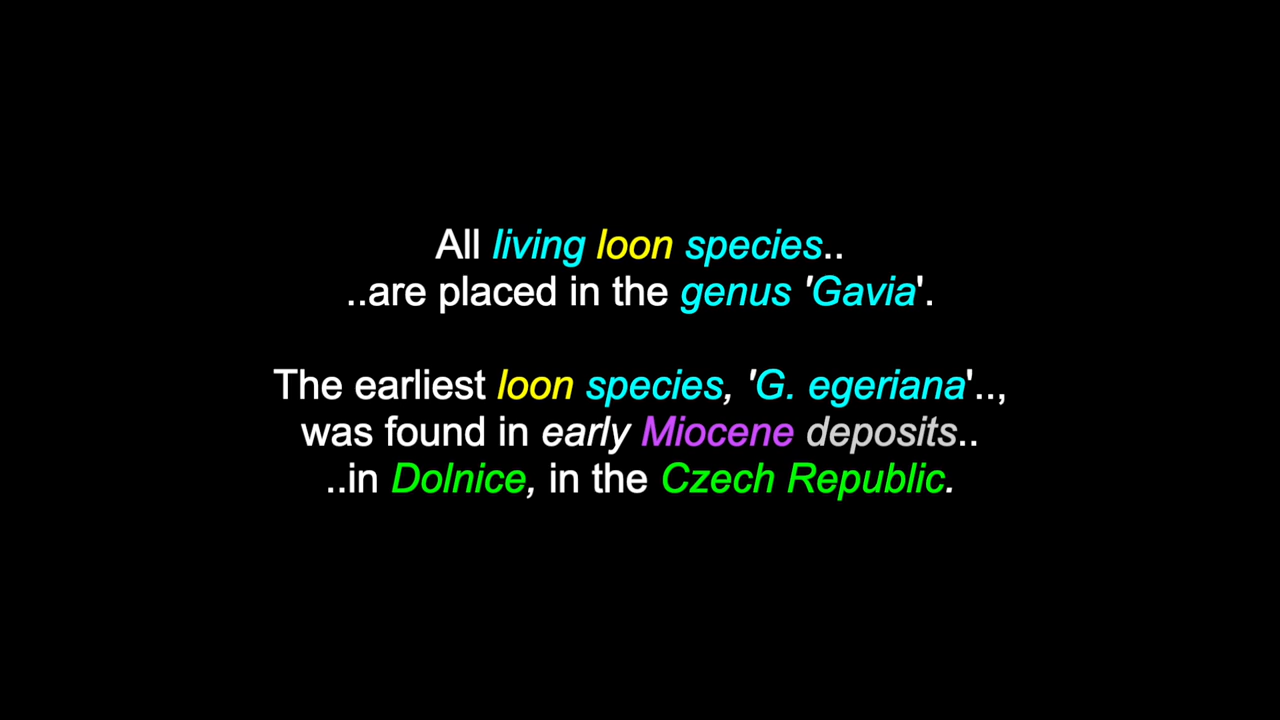 All living loon species..
..are placed in the genus 'Gavia'.
The earliest loon species, 'G. egeriana'..,
was found in early Miocene deposits..
..in Dolnice, in the Czech Republic.